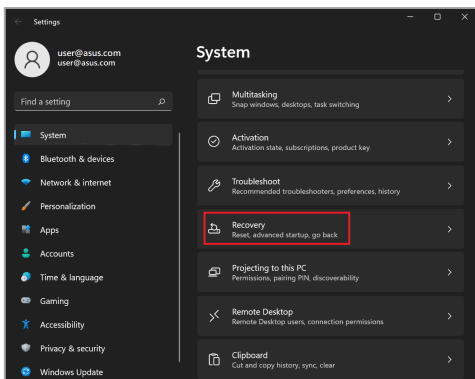 Settings
user@asus.com
user@asus.com
Find a setting
System
Bluetooth & devices
Network & internet
Personalization
Apps
Accounts
Time & language
Gaming
Accessibility
Privacy & security
Windows Update
System
Multitasking
Snap windows, desktops, task switching
Activation
Activation state, subscriptions, product key
Troubleshoot
Recommended troubleshooters, preferences, history
Recovery
Reset, advanced startup, go back
Projecting to this PC
Permissions, pairing PIN, discoverability
Remote Desktop
Remote Desktop users, connection permissions
Clipboard
Cut and copy history, sync, clear